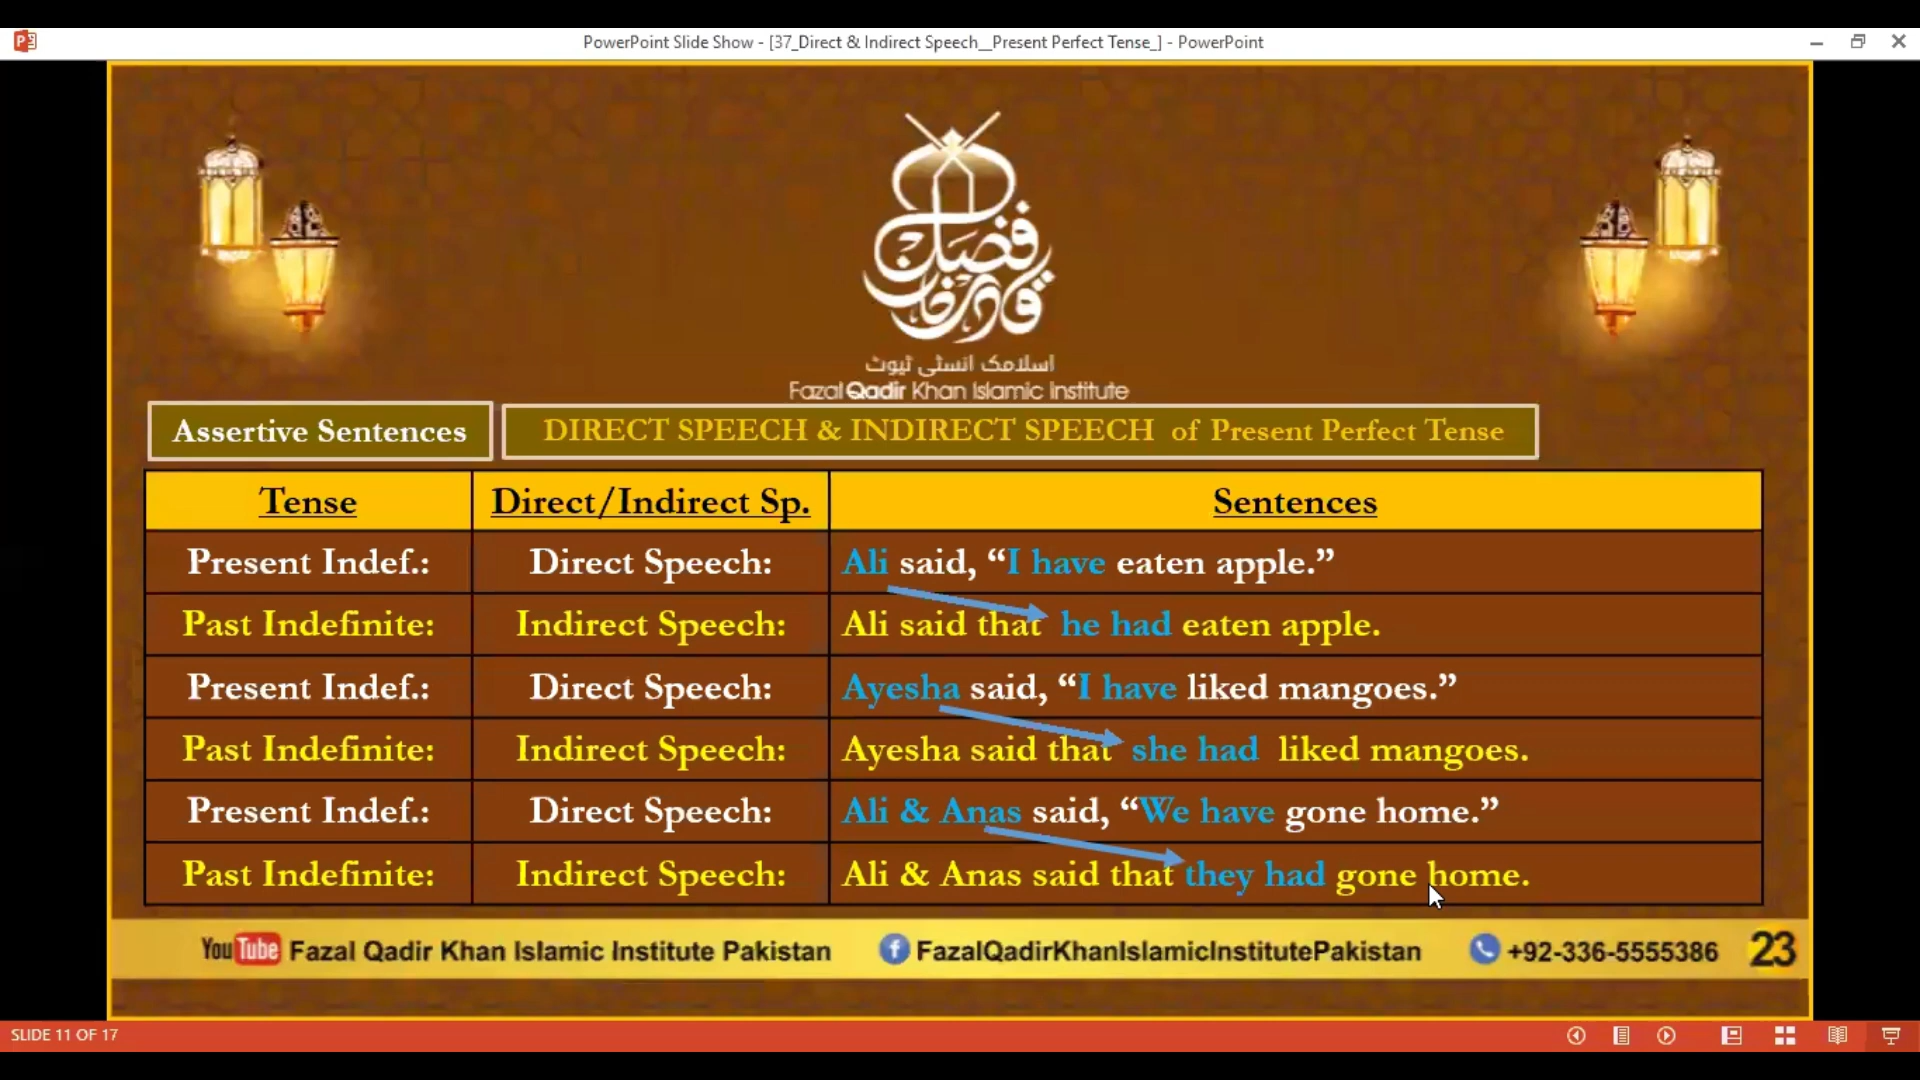 PowerPoint Slide Show - [37_Direct & Indirect Speech__Present Perfect Tense_] - PowerPoint
فضل قادر خان
اسلامک انسٹی ٹیوٹ
Fazal Qadir Khan Islamic Institute
Assertive Sentences
DIRECT SPEECH & INDIRECT SPEECH of Present Perfect Tense
Tense Direct/Indirect Sp. Sentences
Present Indef.: Direct Speech: Ali said, “I have eaten apple.”
Past Indefinite: Indirect Speech: Ali said that he had eaten apple.
Present Indef.: Direct Speech: Ayesha said, “I have liked mangoes.”
Past Indefinite: Indirect Speech: Ayesha said that she had liked mangoes.
Present Indef.: Direct Speech: Ali & Anas said, “We have gone home.”
Past Indefinite: Indirect Speech: Ali & Anas said that they had gone home.
YouTube Fazal Qadir Khan Islamic Institute Pakistan FazalQadirKhanIslamicInstitutePakistan +92-336-5555386 23
SLIDE 11 OF 17